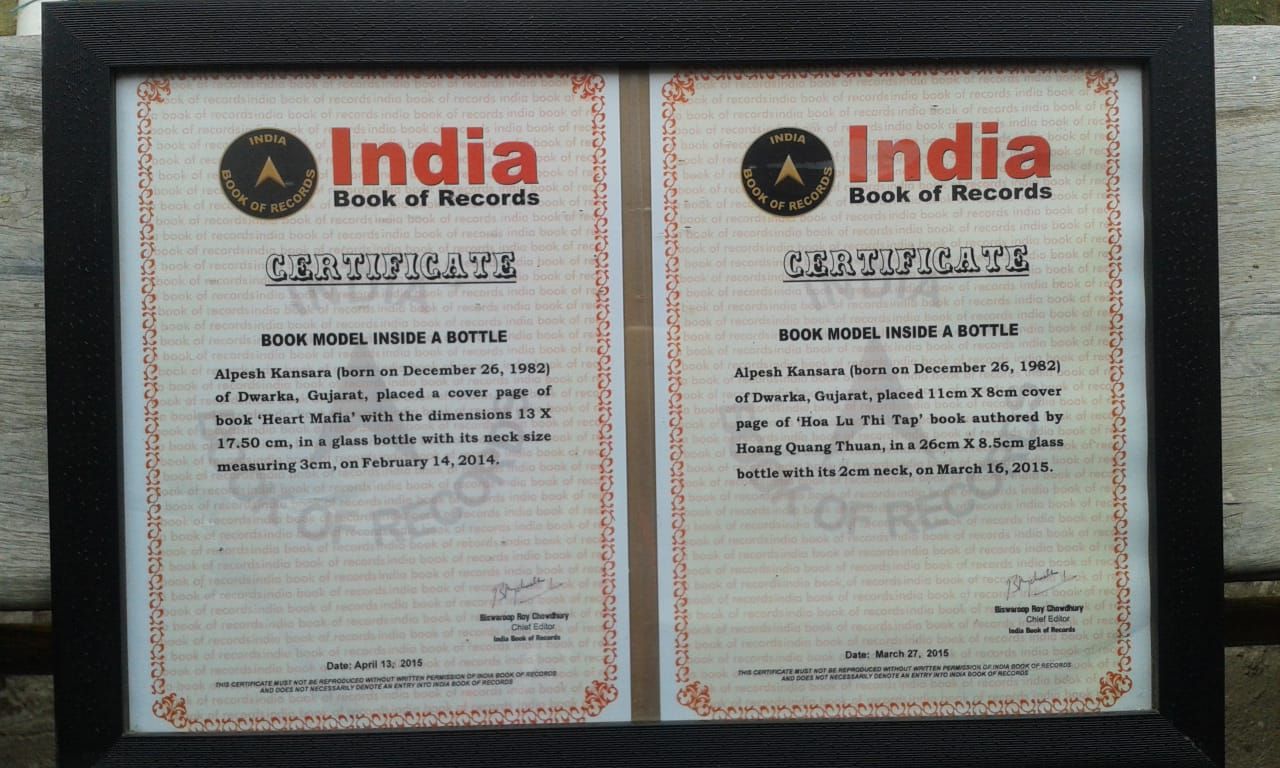 INDIA
BOOK OF RECORDS
India
Book of Records
CERTIFICATE
BOOK MODEL INSIDE A BOTTLE
Alpesh Kansara (born on December 26, 1982)
of Dwarka, Gujarat, placed a cover page of
book ‘Heart Mafia’ with the dimensions 13 X
17.50 cm, in a glass bottle with its neck size
measuring 3cm, on February 14, 2014.
Biswaroop Roy Chowdhury
Chief Editor
India Book of Records
Date: April 13, 2015
THIS CERTIFICATE MUST NOT BE REPRODUCED WITHOUT WRITTEN PERMISSION OF INDIA BOOK OF RECORDS
AND DOES NOT NECESSARILY DENOTE AN ENTRY INTO INDIA BOOK OF RECORDS
INDIA
BOOK OF RECORDS
India
Book of Records
CERTIFICATE
BOOK MODEL INSIDE A BOTTLE
Alpesh Kansara (born on December 26, 1982)
of Dwarka, Gujarat, placed 11cm X 8cm cover
page of ‘Hoa Lu Thi Tap’ book authored by
Hoang Quang Thuan, in a 26cm X 8.5cm glass
bottle with its 2cm neck, on March 16, 2015.
Biswaroop Roy Chowdhury
Chief Editor
India Book of Records
Date: March 27, 2015
THIS CERTIFICATE MUST NOT BE REPRODUCED WITHOUT WRITTEN PERMISSION OF INDIA BOOK OF RECORDS
AND DOES NOT NECESSARILY DENOTE AN ENTRY INTO INDIA BOOK OF RECORDS